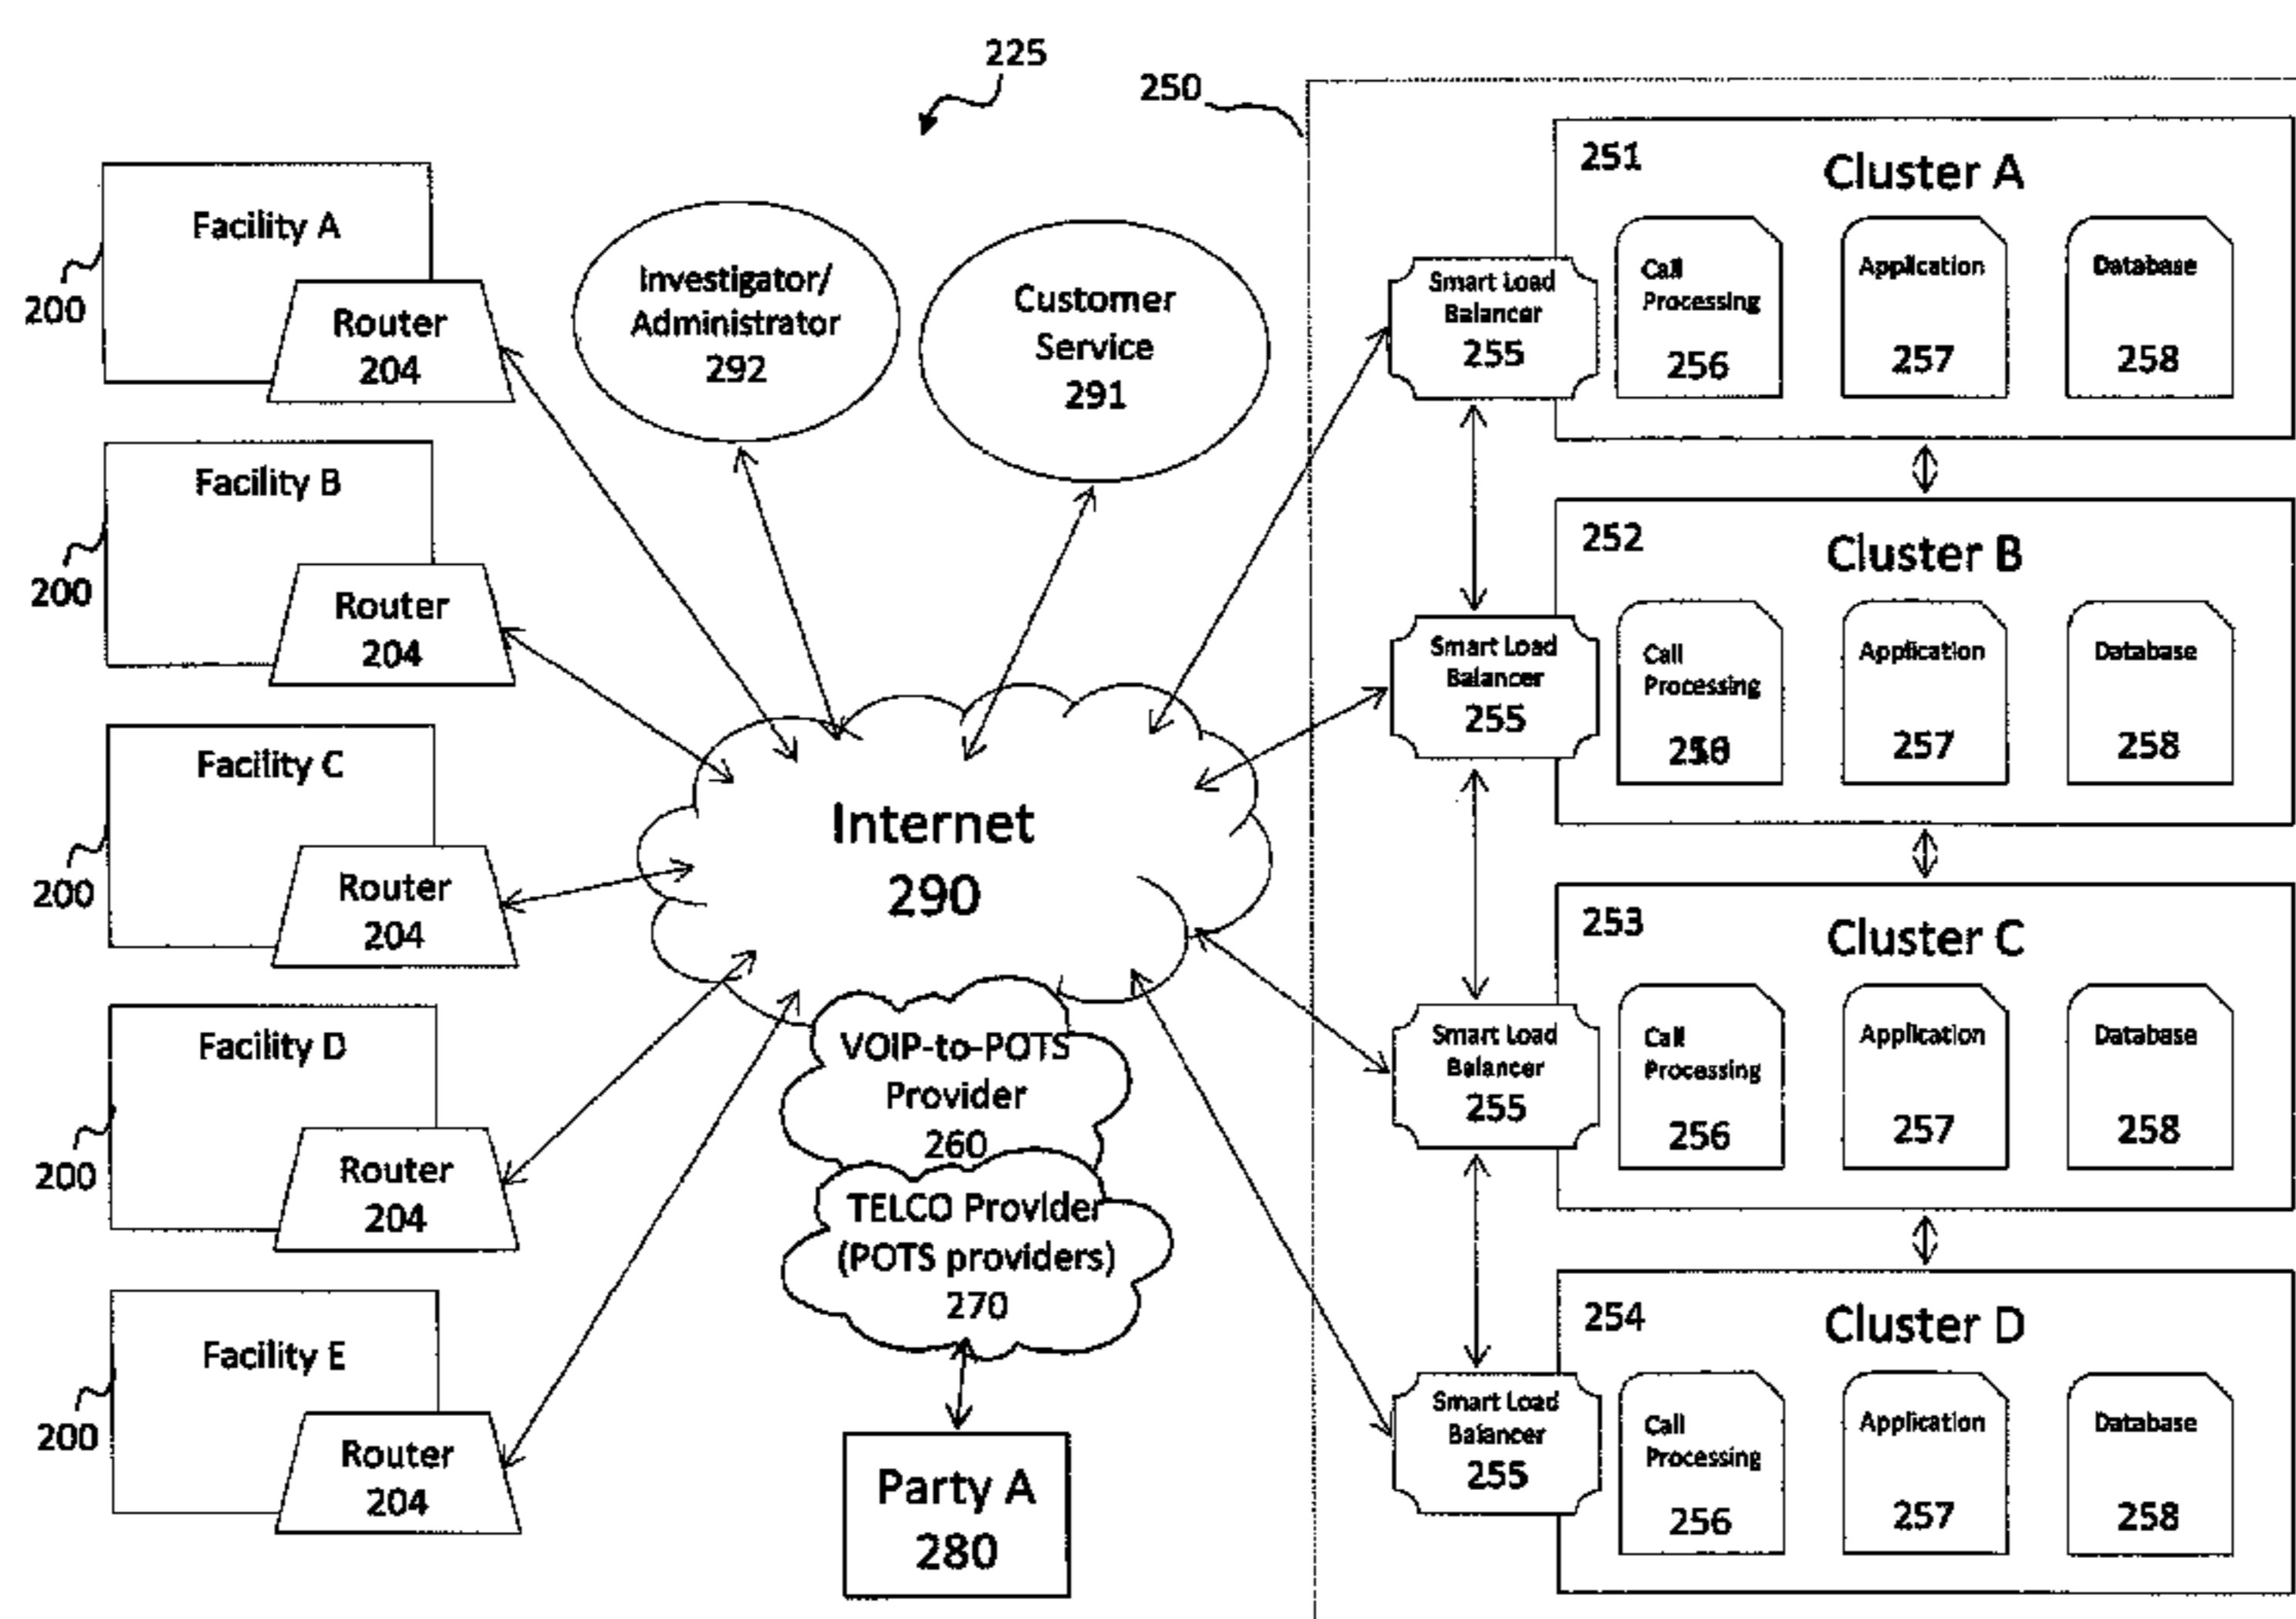 225
250
Facility A
200
Router
204
Facility B
200
Router
204
Facility C
200
Router
204
Facility D
200
Router
204
Facility E
200
Router
204
Investigator/
Administrator
292
Customer
Service
291
Internet
290
VOIP-to-POTS
Provider
260
TELCO Provider
(POTS providers)
270
Party A
280
251
Cluster A
Smart Load
Balancer
255
Call
Processing
256
Application
257
Database
258
252
Cluster B
Smart Load
Balancer
255
Call
Processing
Application
257
Database
258
253
Cluster C
Smart Load
Balancer
255
Call
Processing
256
Application
257
Database
258
254
Cluster D
Smart Load
Balancer
255
Call
Processing
256
Application
257
Database
258